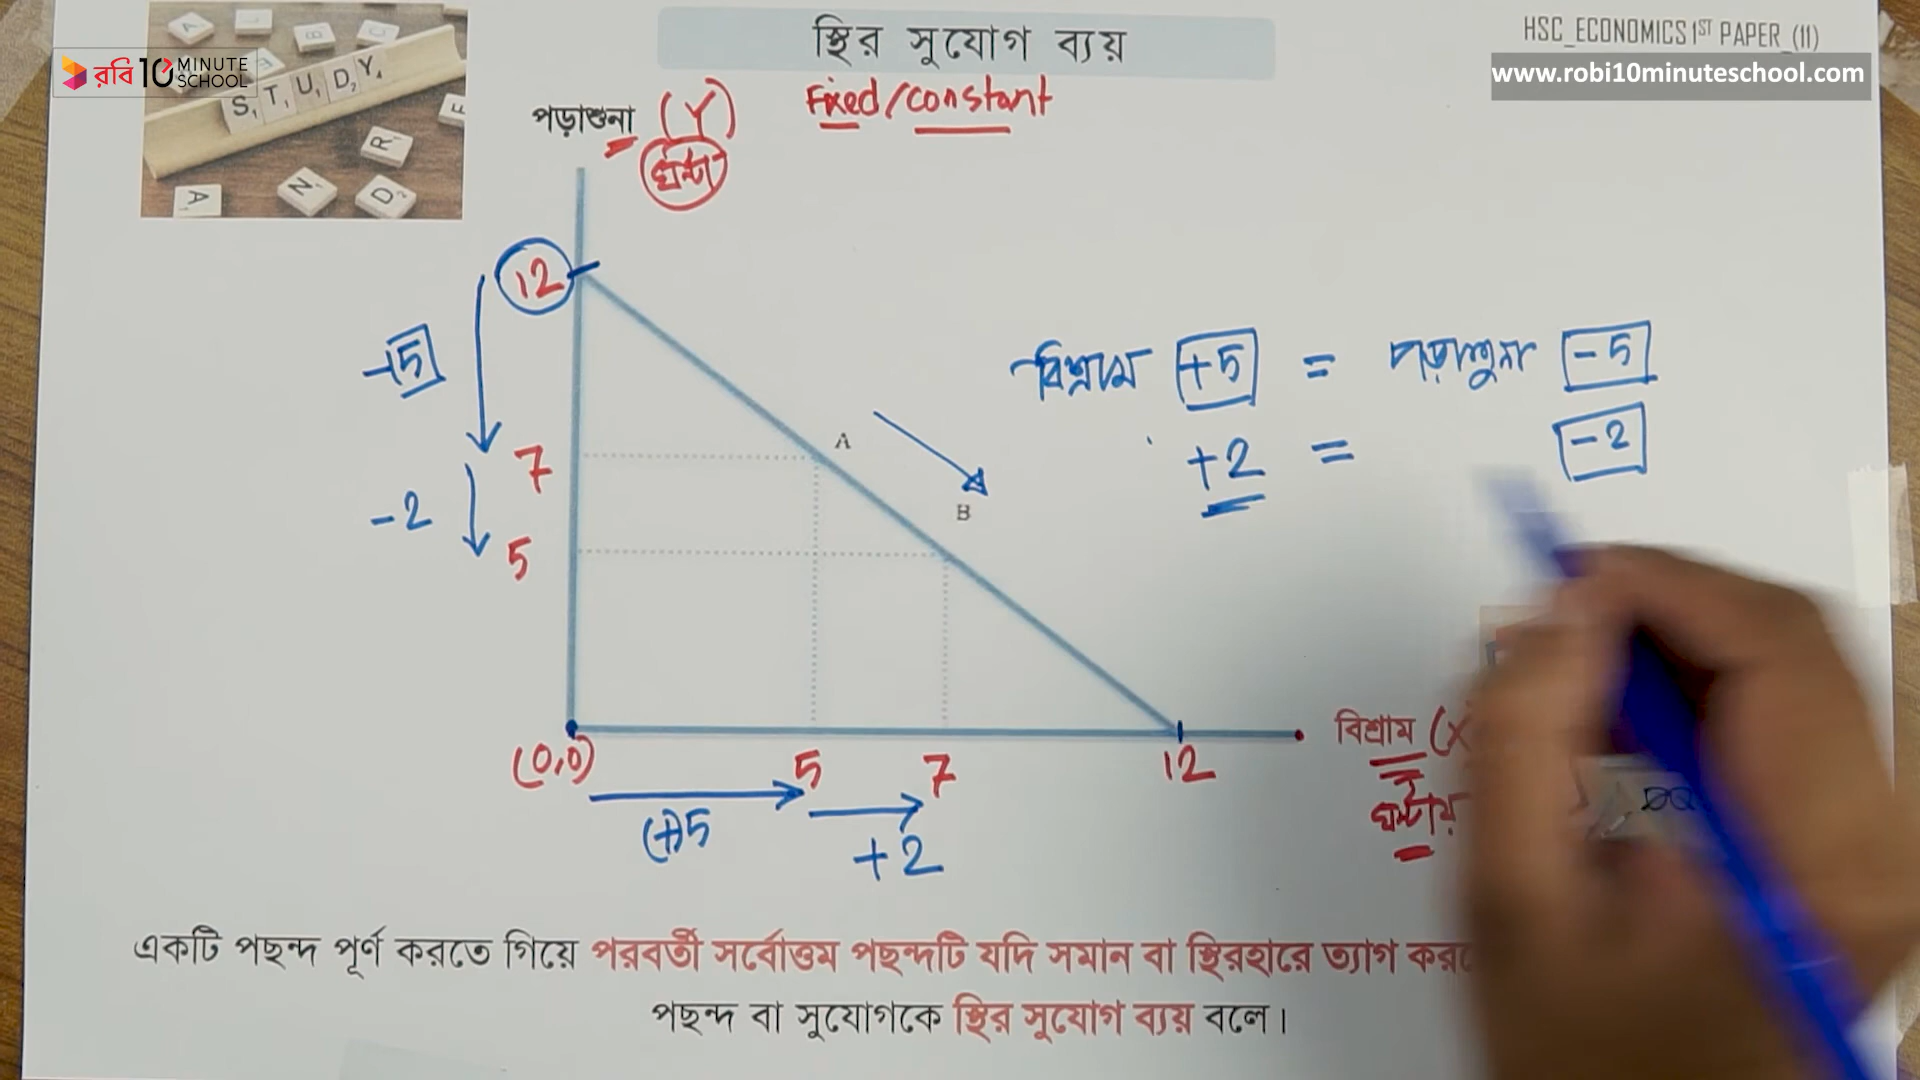 স্থির সুযোগ ব্যয়
HSC_ECONOMICS 1ST PAPER_(11)
www.robi10minuteschool.com
রবি 10 MINUTE SCHOOL
S T U D Y
R
A N D
পড়াশুনা (Y)
ঘন্টা
Fixed/constant
12
-5
7
-2
5
A
B
বিশ্রাম +5 = পড়াশুনা -5
+2 = -2
(0,0) 5 7 12
বিশ্রাম (X
ঘন্টায়
(+)5
+2
একটি পছন্দ পূর্ণ করতে গিয়ে পরবর্তী সর্বোত্তম পছন্দটি যদি সমান বা স্থিরহারে ত্যাগ
পছন্দ বা সুযোগকে স্থির সুযোগ ব্যয় বলে।